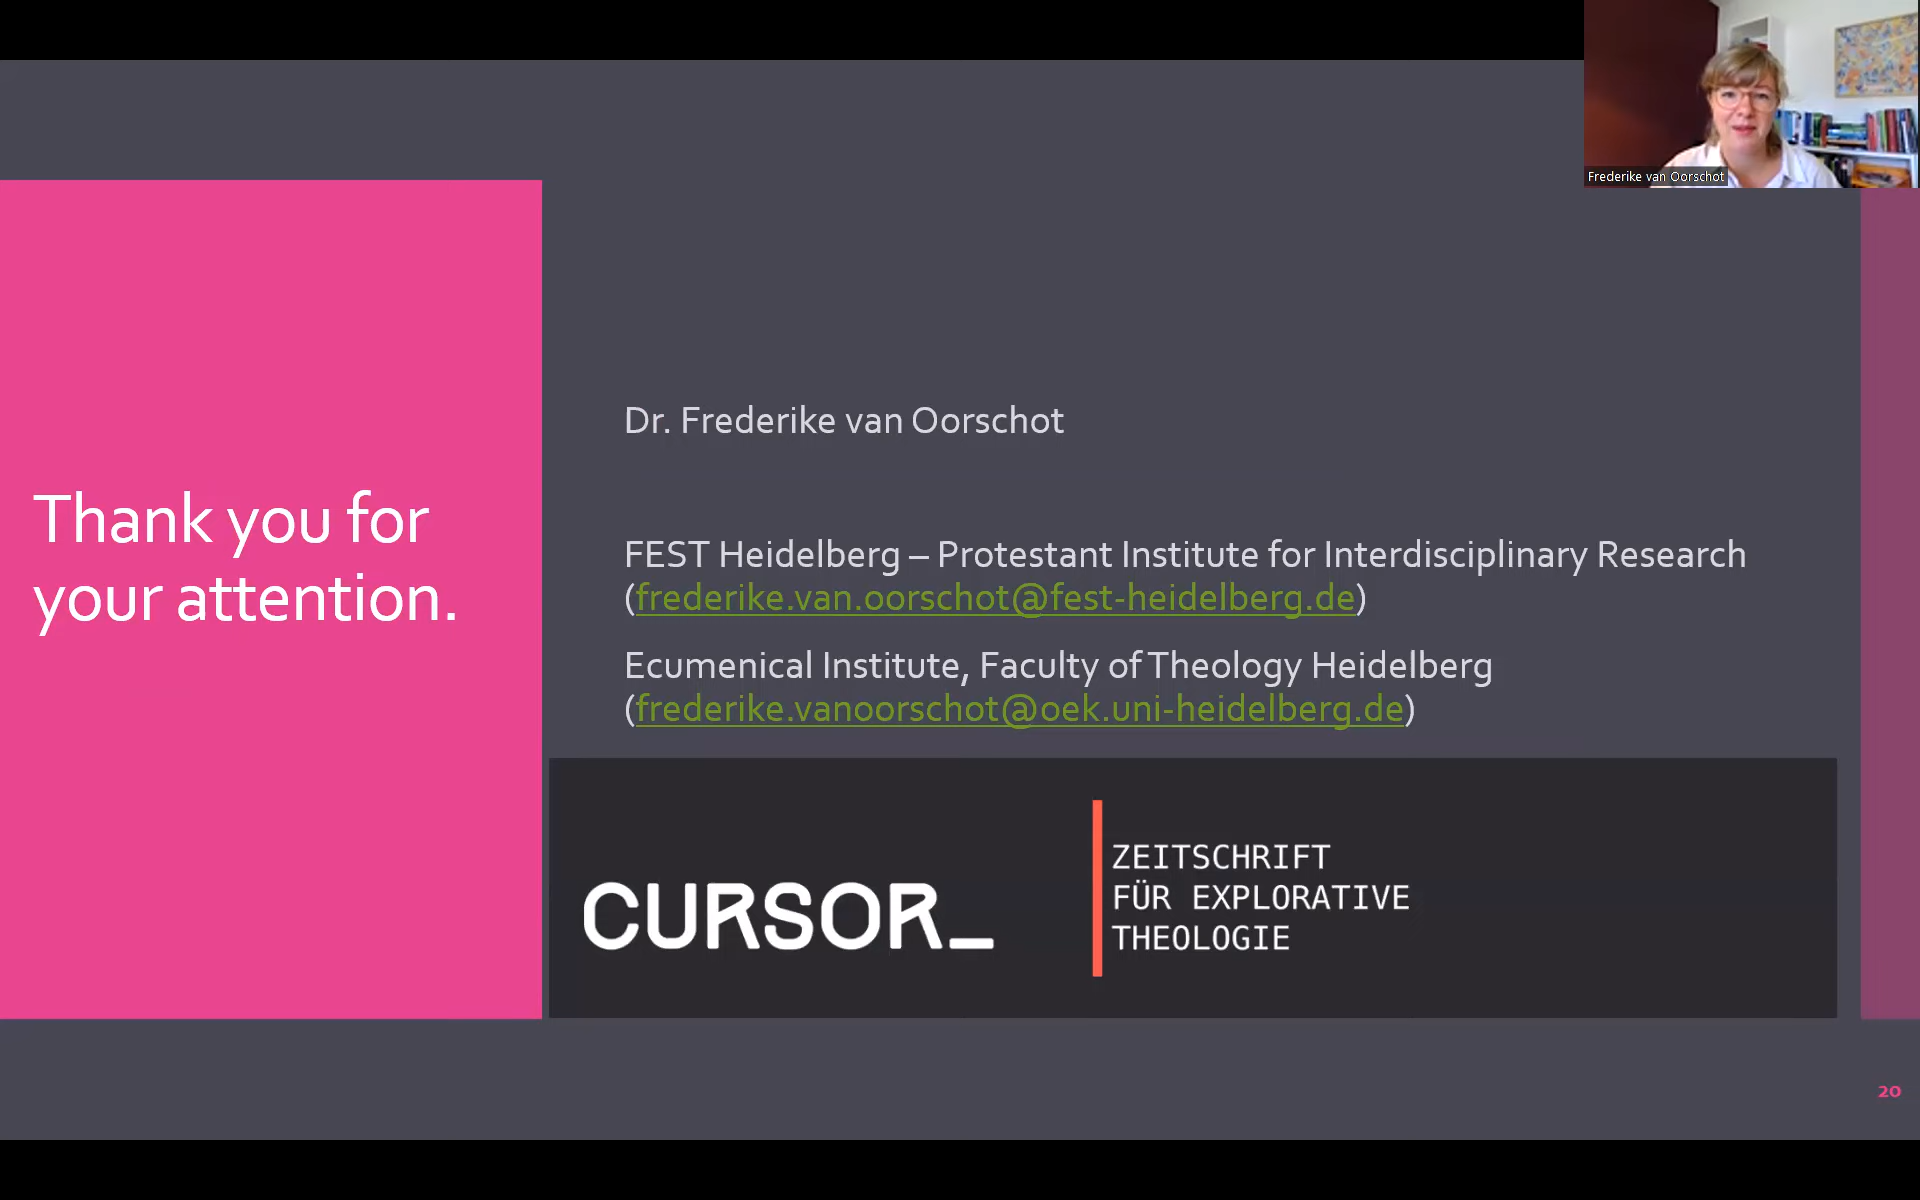 Frederike van Oorschot
Thank you for
your attention.
Dr. Frederike van Oorschot
FEST Heidelberg – Protestant Institute for Interdisciplinary Research
(frederike.van.oorschot@fest-heidelberg.de)
Ecumenical Institute, Faculty of Theology Heidelberg
(frederike.vanoorschot@oek.uni-heidelberg.de)
CURSOR_
ZEITSCHRIFT
FÜR EXPLORATIVE
THEOLOGIE
20